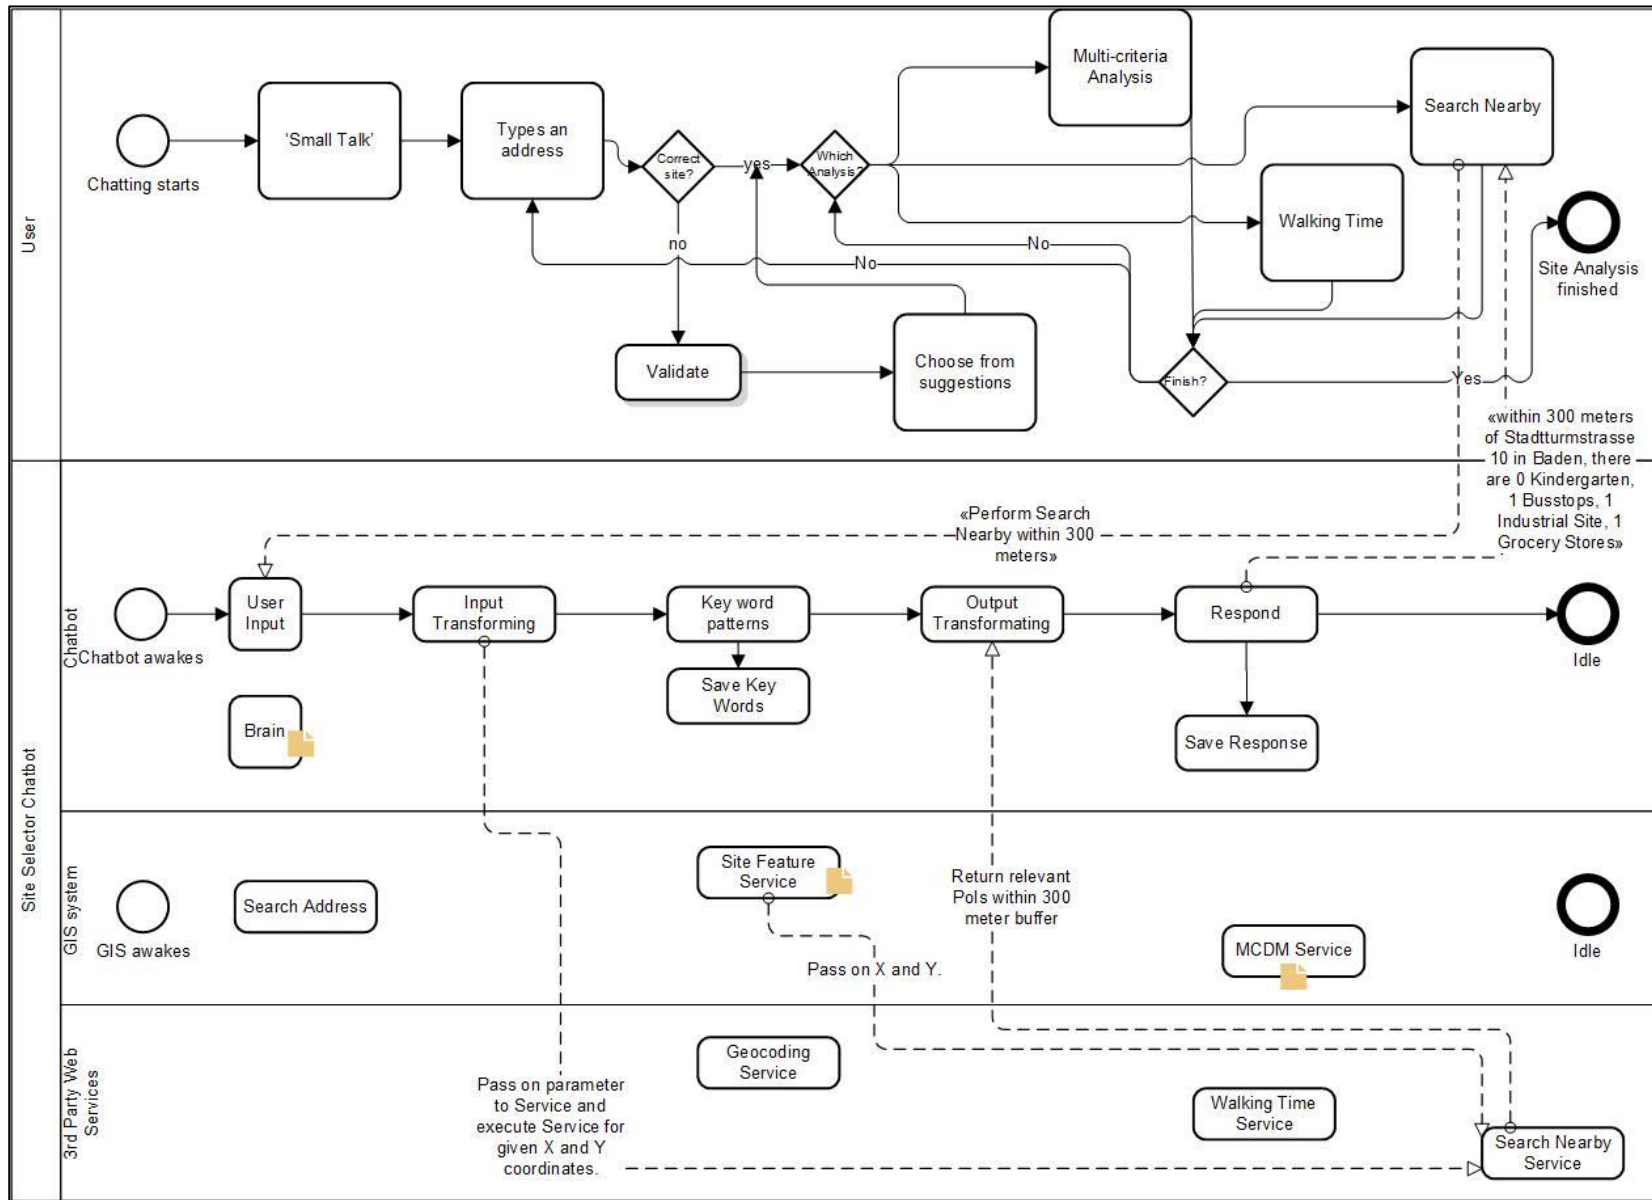 User
Chatting starts
‘Small Talk’
Types an
address
Correct
site?
yes
no
Validate
Choose from
suggestions
Which
Analysis?
Multi-criteria
Analysis
Search Nearby
Walking Time
No
No
Finish?
Yes
Site Analysis
finished
«within 300 meters
of Stadtturmstrasse
10 in Baden, there
are 0 Kindergarten,
1 Busstops, 1
Industrial Site, 1
Grocery Stores»
Site Selector Chatbot
Chatbot
«Perform Search
Nearby within 300
meters»
Chatbot awakes
User
Input
Input
Transforming
Key word
patterns
Output
Transformating
Respond
Idle
Save Key
Words
Save Response
Brain
GIS system
GIS awakes
Search Address
Site Feature
Service
Return relevant
PoIs within 300
meter buffer
Pass on X and Y.
MCDM Service
Idle
3rd Party Web
Services
Geocoding
Service
Pass on parameter
to Service and
execute Service for
given X and Y
coordinates.
Walking Time
Service
Search Nearby
Service